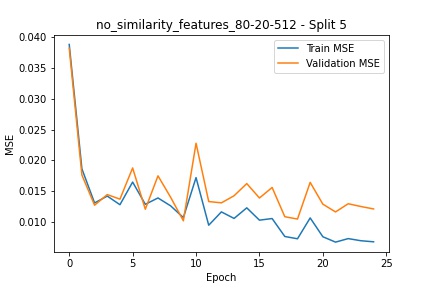 no_similarity_features_80-20-512 - Split 5
Train MSE
Validation MSE
MSE
0.040
0.035
0.030
0.025
0.020
0.015
0.010
0 5 10 15 20 25
Epoch